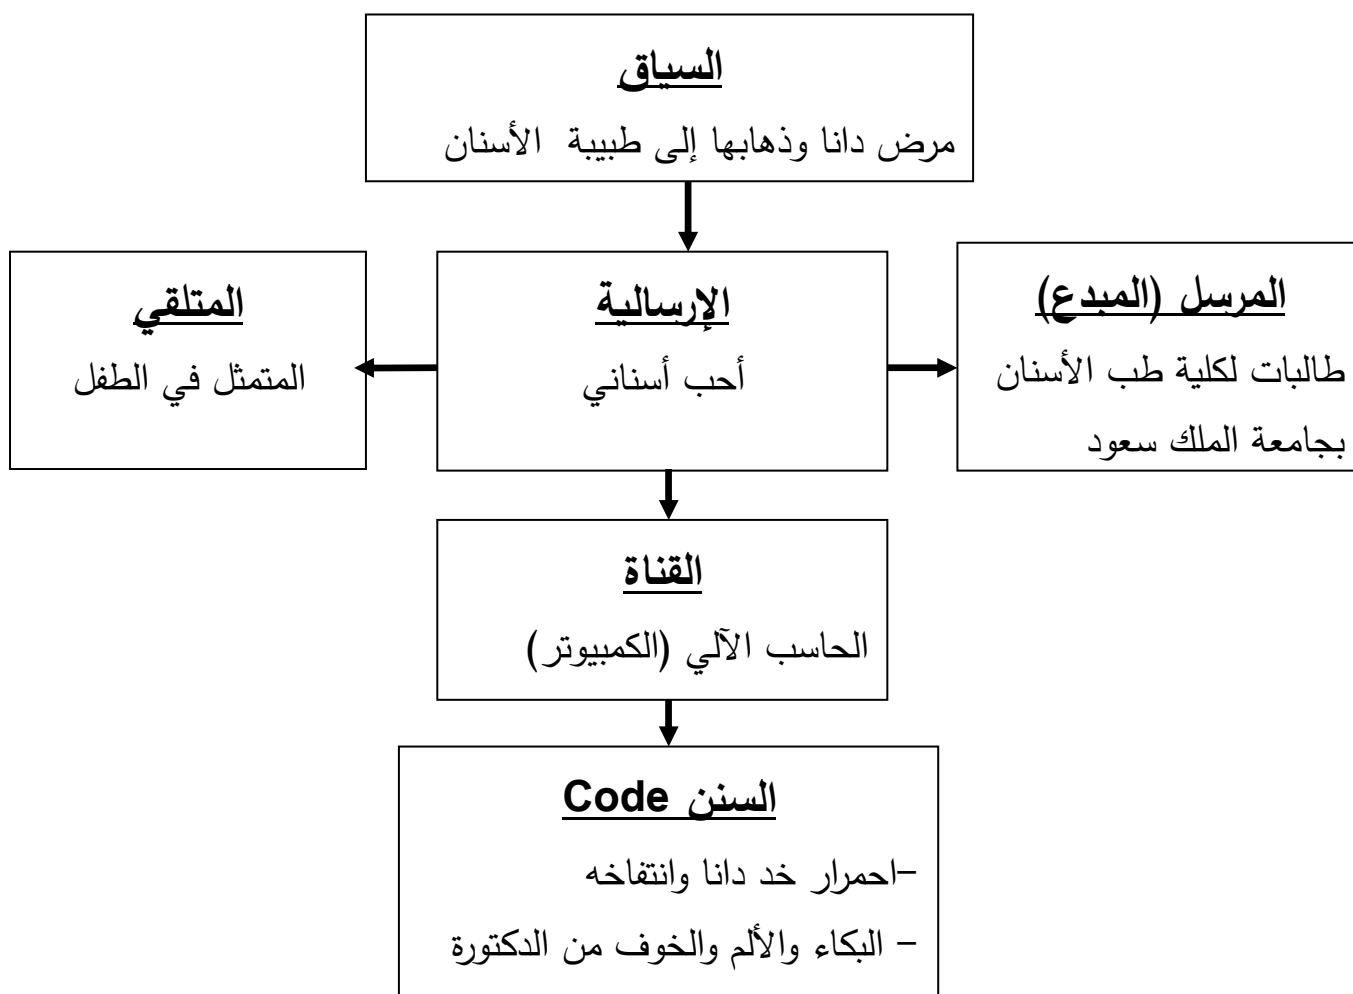 السياق
مرض دانا وذهابها إلى طبيبة الأسنان
المرسل (المبدع)
طالبات لكلية طب الأسنان
بجامعة الملك سعود
الإرسالية
أحب أسناني
المتلقي
المتمثل في الطفل
القناة
الحاسب الآلي (الكمبيوتر)
السنن Code
-احمرار خد دانا وانتفاخه
- البكاء والألم والخوف من الدكتورة